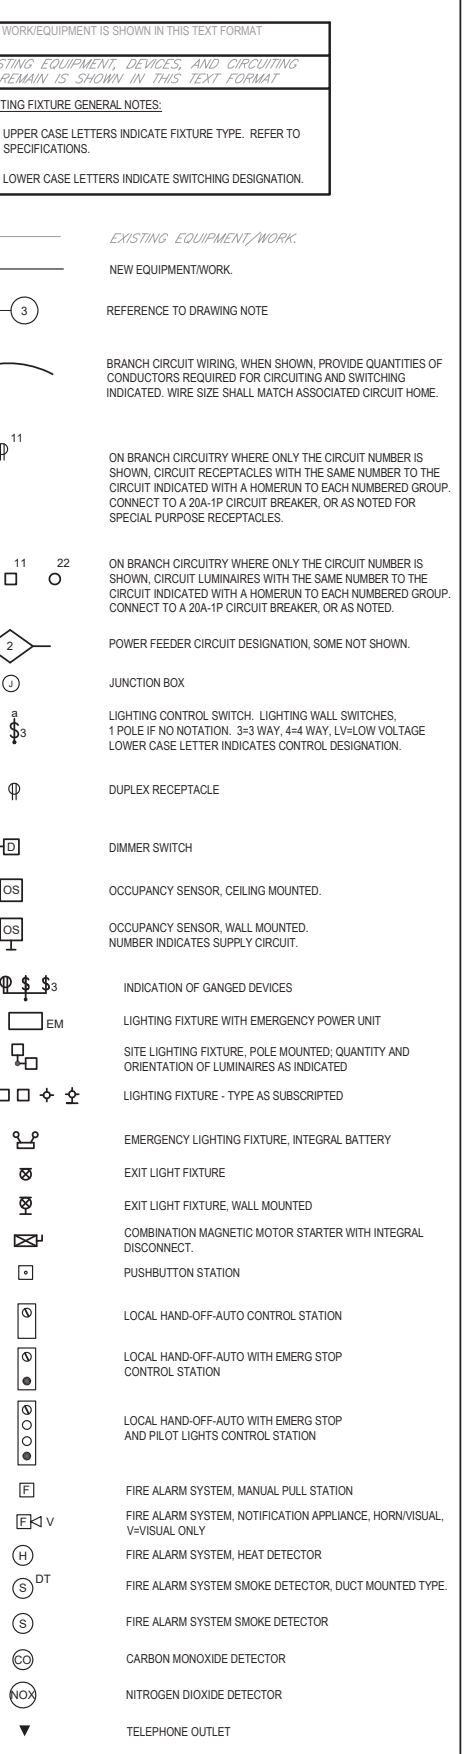 WORK/EQUIPMENT IS SHOWN IN THIS TEXT FORMAT
EQUIPMENT, DEVICES, AND CIRCUITING
REMAIN IS SHOWN IN THIS TEXT FORMAT
FIXTURE GENERAL NOTES:
UPPER CASE LETTERS INDICATE FIXTURE TYPE. REFER TO
SPECIFICATIONS.
LOWER CASE LETTERS INDICATE SWITCHING DESIGNATION.
EXISTING EQUIPMENT/WORK.
NEW EQUIPMENT/WORK.
3 REFERENCE TO DRAWING NOTE
BRANCH CIRCUIT WIRING, WHEN SHOWN, PROVIDE QUANTITIES OF
CONDUCTORS REQUIRED FOR CIRCUITING AND SWITCHING
INDICATED. WIRE SIZE SHALL MATCH ASSOCIATED CIRCUIT HOME.
11
ON BRANCH CIRCUITRY WHERE ONLY THE CIRCUIT NUMBER IS
SHOWN, CIRCUIT RECEPTACLES WITH THE SAME NUMBER TO THE
CIRCUIT INDICATED WITH A HOMERUN TO EACH NUMBERED GROUP.
CONNECT TO A 20A-1P CIRCUIT BREAKER, OR AS NOTED FOR
SPECIAL PURPOSE RECEPTACLES.
11 22 ON BRANCH CIRCUITRY WHERE ONLY THE CIRCUIT NUMBER IS
SHOWN, CIRCUIT LUMINAIRES WITH THE SAME NUMBER TO THE
CIRCUIT INDICATED WITH A HOMERUN TO EACH NUMBERED GROUP.
CONNECT TO A 20A-1P CIRCUIT BREAKER, OR AS NOTED.
2 POWER FEEDER CIRCUIT DESIGNATION, SOME NOT SHOWN.
J JUNCTION BOX
a LIGHTING CONTROL SWITCH. LIGHTING WALL SWITCHES,
$3 1 POLE IF NO NOTATION. 3=3 WAY, 4=4 WAY, LV=LOW VOLTAGE
LOWER CASE LETTER INDICATES CONTROL DESIGNATION.
DUPLEX RECEPTACLE
D DIMMER SWITCH
OS OCCUPANCY SENSOR, CEILING MOUNTED.
OS OCCUPANCY SENSOR, WALL MOUNTED.
NUMBER INDICATES SUPPLY CIRCUIT.
$ $3 INDICATION OF GANGED DEVICES
EM LIGHTING FIXTURE WITH EMERGENCY POWER UNIT
SITE LIGHTING FIXTURE, POLE MOUNTED; QUANTITY AND
ORIENTATION OF LUMINAIRES AS INDICATED
LIGHTING FIXTURE - TYPE AS SUBSCRIPTED
EMERGENCY LIGHTING FIXTURE, INTEGRAL BATTERY
EXIT LIGHT FIXTURE
EXIT LIGHT FIXTURE, WALL MOUNTED
COMBINATION MAGNETIC MOTOR STARTER WITH INTEGRAL
DISCONNECT.
PUSHBUTTON STATION
LOCAL HAND-OFF-AUTO CONTROL STATION
LOCAL HAND-OFF-AUTO WITH EMERG STOP
CONTROL STATION
LOCAL HAND-OFF-AUTO WITH EMERG STOP
AND PILOT LIGHTS CONTROL STATION
F FIRE ALARM SYSTEM, MANUAL PULL STATION
F V FIRE ALARM SYSTEM, NOTIFICATION APPLIANCE, HORN/VISUAL,
V=VISUAL ONLY
H FIRE ALARM SYSTEM, HEAT DETECTOR
S DT FIRE ALARM SYSTEM SMOKE DETECTOR, DUCT MOUNTED TYPE.
S FIRE ALARM SYSTEM SMOKE DETECTOR
CO CARBON MONOXIDE DETECTOR
NOX NITROGEN DIOXIDE DETECTOR
TELEPHONE OUTLET